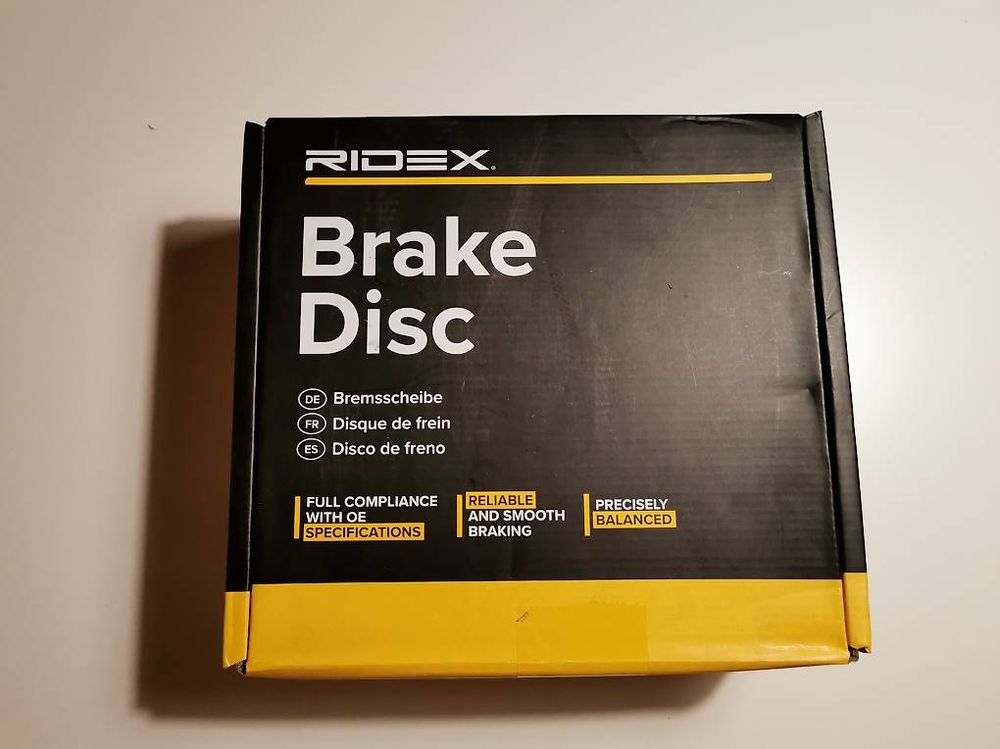 RIDEX®
Brake
Disc
DE Bremsscheibe
FR Disque de frein
ES Disco de freno
FULL COMPLIANCE
WITH OE
SPECIFICATIONS
RELIABLE
AND SMOOTH
BRAKING
PRECISELY
BALANCED